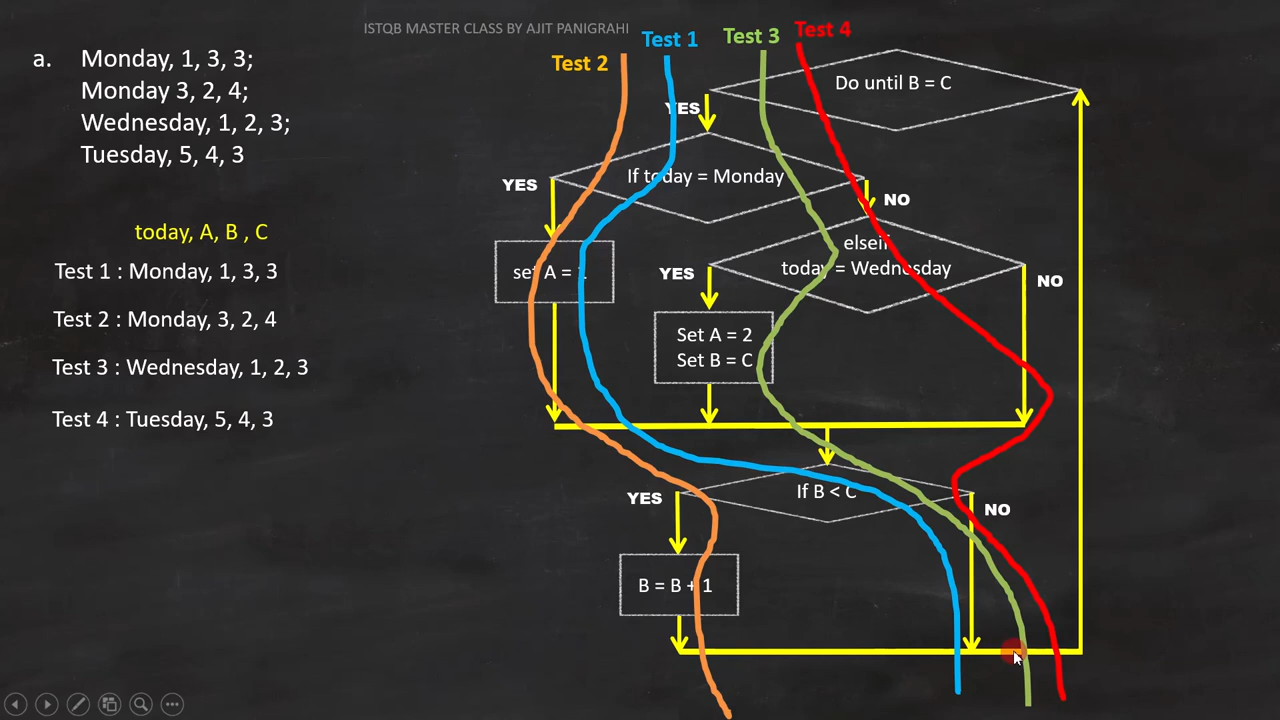 ISTQB MASTER CLASS BY AJIT PANIGRAHI
a. Monday, 1, 3, 3;
Monday 3, 2, 4;
Wednesday, 1, 2, 3;
Tuesday, 5, 4, 3
today, A, B , C
Test 1 : Monday, 1, 3, 3
Test 2 : Monday, 3, 2, 4
Test 3 : Wednesday, 1, 2, 3
Test 4 : Tuesday, 5, 4, 3
Test 2
Test 1
Test 3
Test 4
Do until B = C
YES
If today = Monday
YES
NO
set A =
elseif
today = Wednesday
YES
NO
Set A = 2
Set B = C
If B < C
YES
NO
B = B + 1